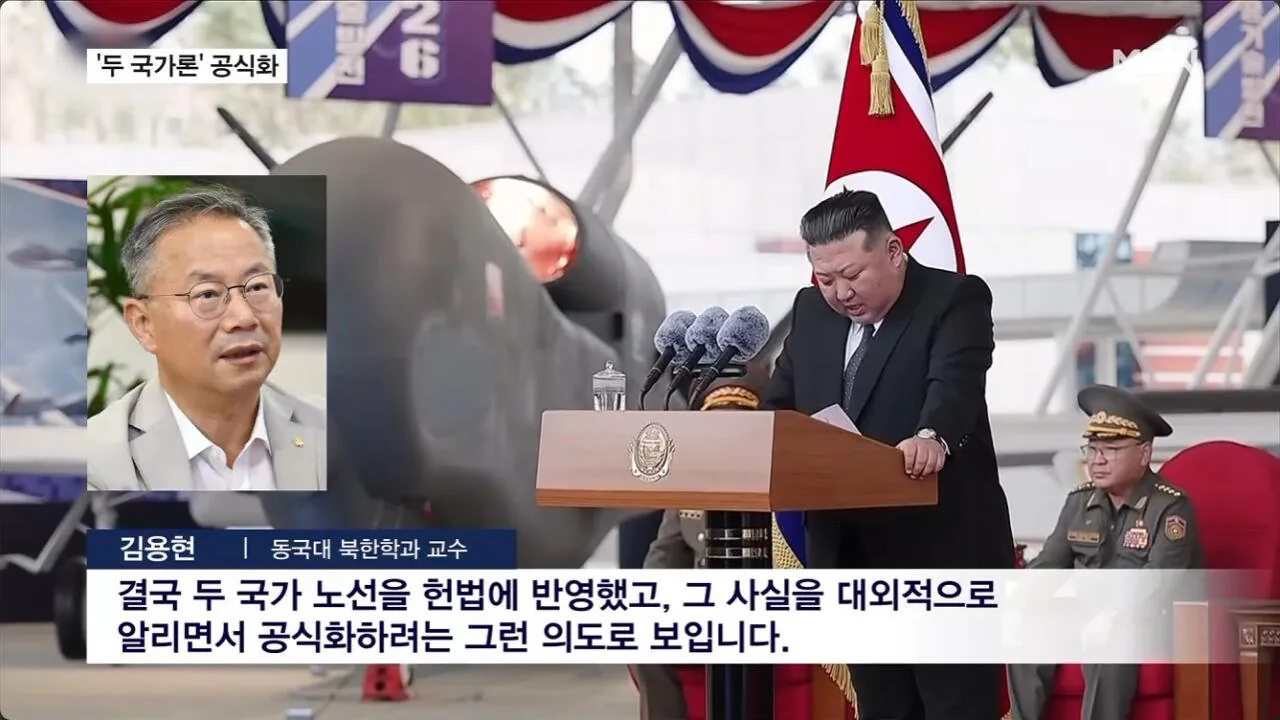 '두 국가론' 공식화
26
MBN
김용현 | 동국대 북한학과 교수
결국 두 국가 노선을 헌법에 반영했고, 그 사실을 대외적으로
알리면서 공식화하려는 그런 의도로 보입니다.